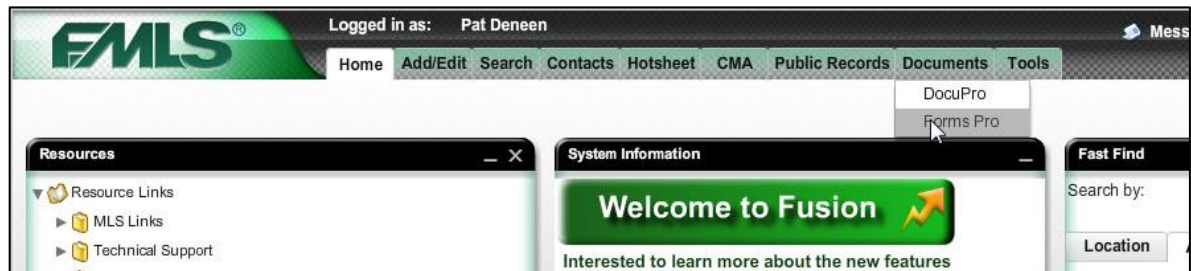 FMLS®
Logged in as: Pat Deneen
Mess
Home Add/Edit Search Contacts Hotsheet CMA Public Records Documents Tools
DocuPro
Forms Pro
Resources
Resource Links
MLS Links
Technical Support
System Information
Welcome to Fusion
Interested to learn more about the new features
Fast Find
Search by:
Location